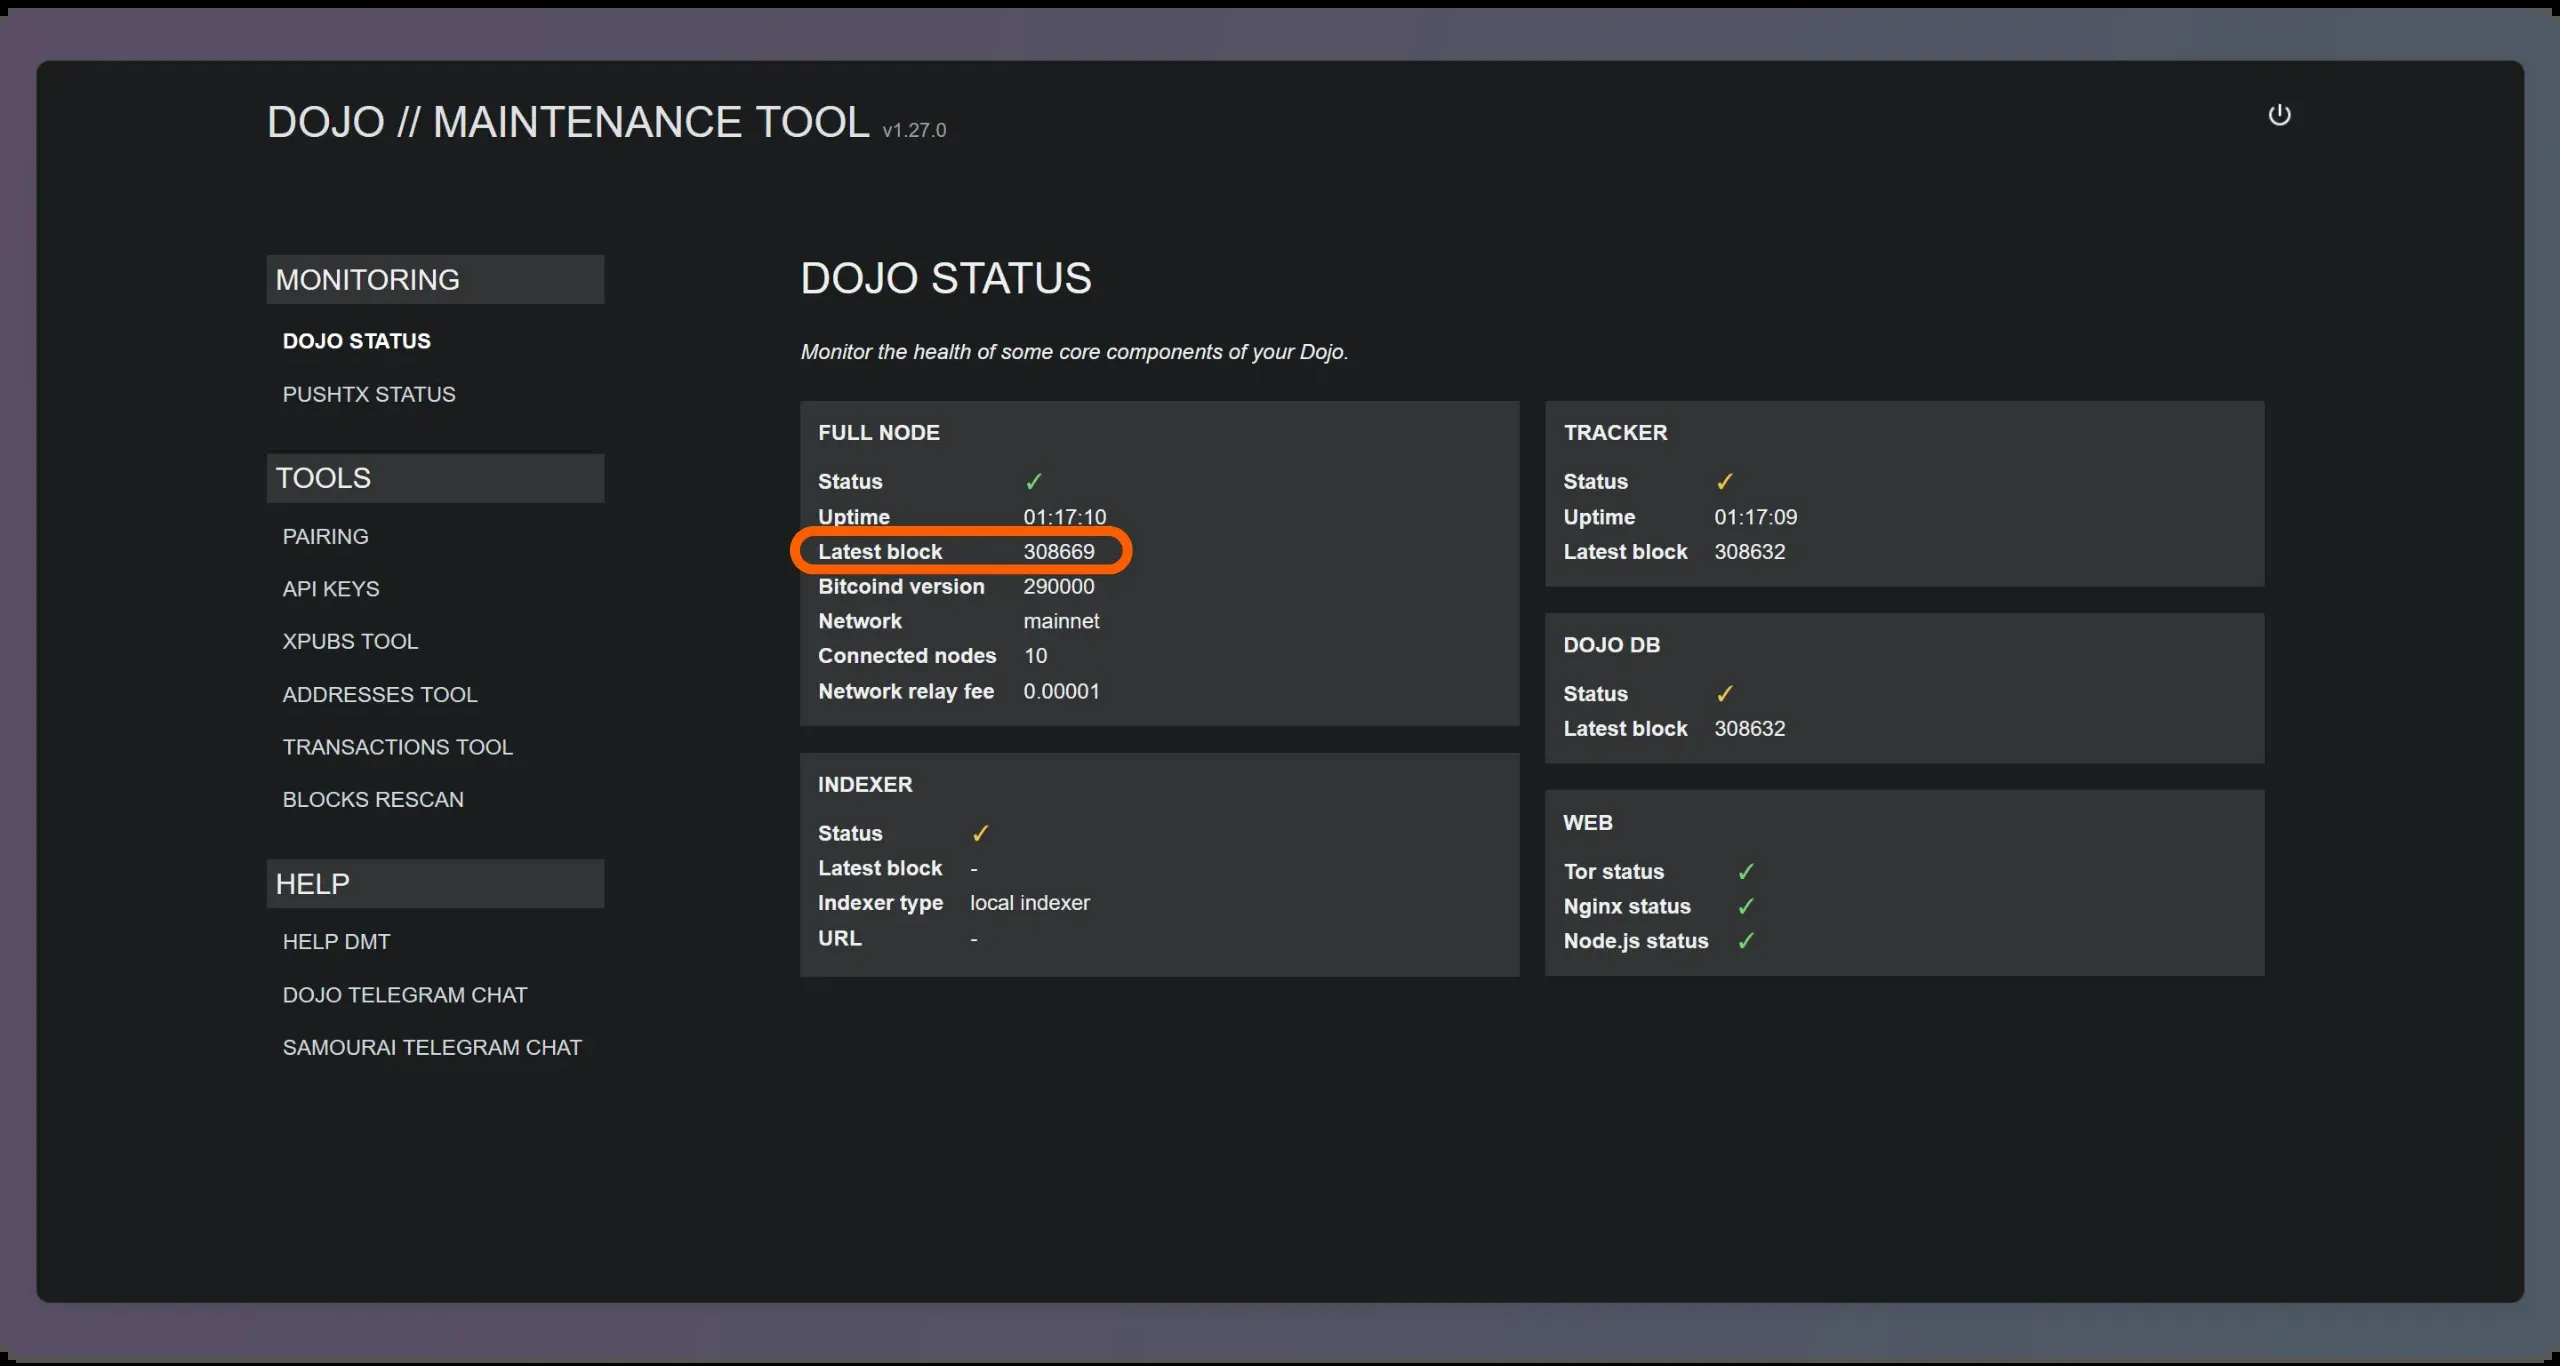 DOJO // MAINTENANCE TOOL v1.27.0
MONITORING
DOJO STATUS
PUSHTX STATUS
TOOLS
PAIRING
API KEYS
XPUBS TOOL
ADDRESSES TOOL
TRANSACTIONS TOOL
BLOCKS RESCAN
HELP
HELP DMT
DOJO TELEGRAM CHAT
SAMOURAI TELEGRAM CHAT
DOJO STATUS
Monitor the health of some core components of your Dojo.
FULL NODE
Status ✓
Uptime 01:17:10
Latest block 308669
Bitcoind version 290000
Network mainnet
Connected nodes 10
Network relay fee 0.00001
INDEXER
Status ✓
Latest block -
Indexer type local indexer
URL -
TRACKER
Status ✓
Uptime 01:17:09
Latest block 308632
DOJO DB
Status ✓
Latest block 308632
WEB
Tor status ✓
Nginx status ✓
Node.js status ✓